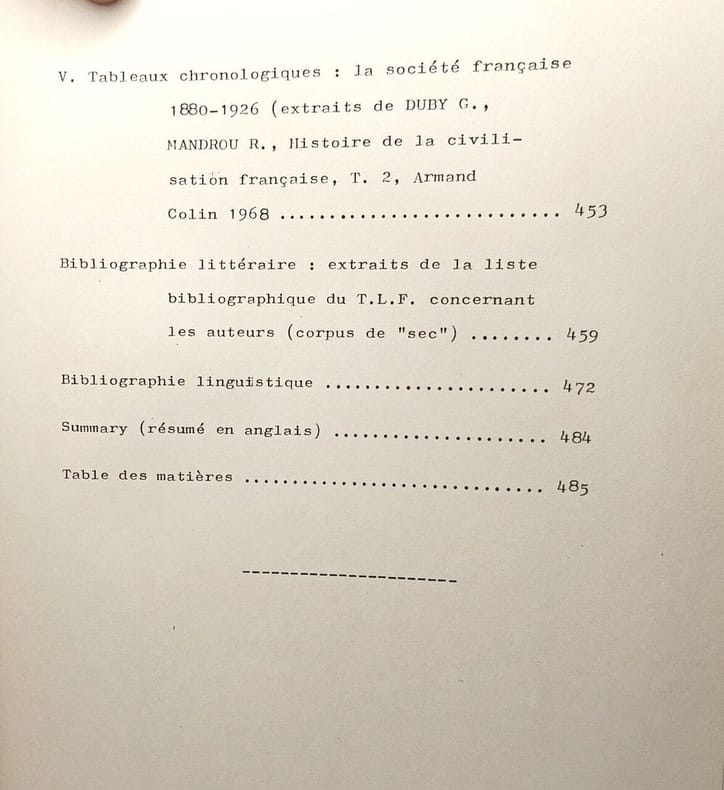 V. Tableaux chronologiques : la société française
1880-1926 (extraits de DUBY G.,
MANDROU R., Histoire de la civili-
sation française, T. 2, Armand
Colin 1968 ............................ 453
Bibliographie littéraire : extraits de la liste
bibliographique du T.L.F. concernant
les auteurs (corpus de "sec") ........ 459
Bibliographie linguistique ....................... 472
Summary (résumé en anglais) ...................... 484
Table des matières ............................... 485